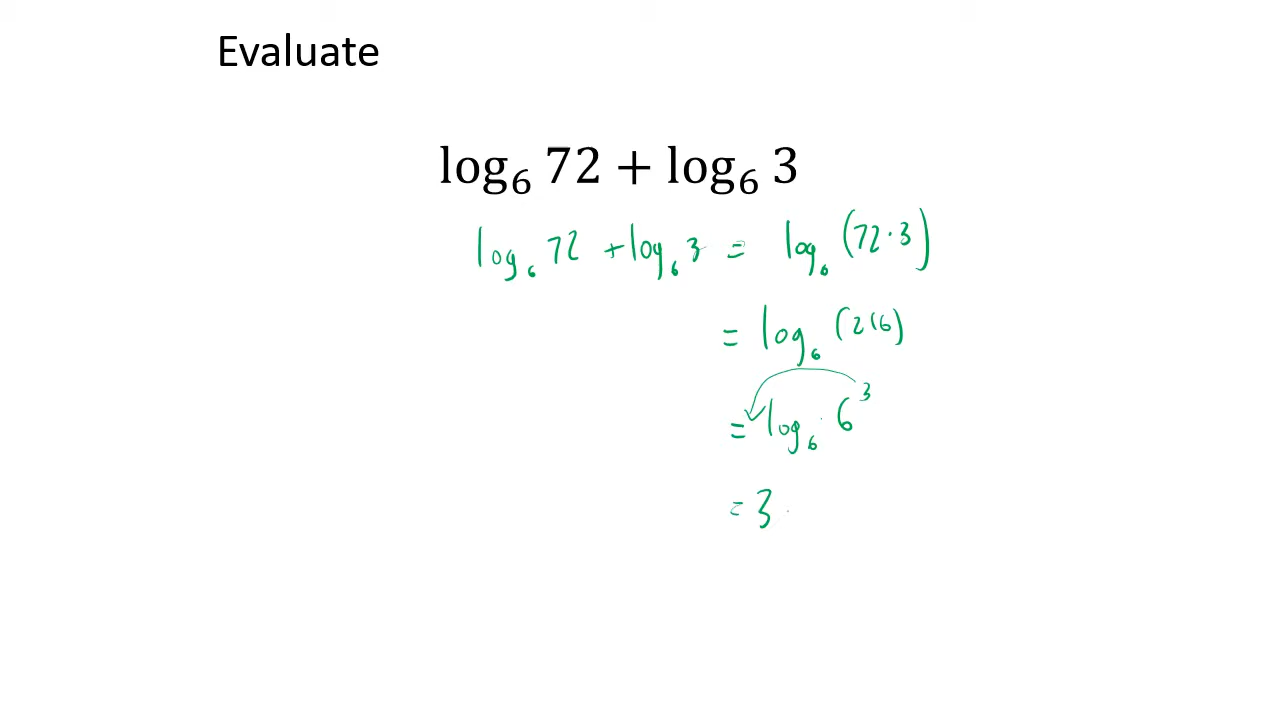 Evaluate
log₆ 72 + log₆ 3
log₆ 72 + log₆ 3 = log₆ (72 · 3)
= log₆ (216)
= log₆ 6³
= 3